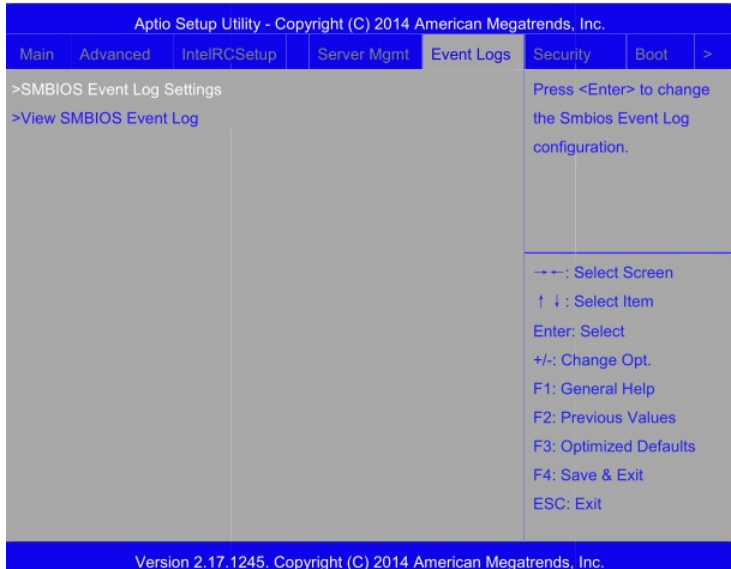 Aptio Setup Utility - Copyright (C) 2014 American Megatrends, Inc.
Main Advanced IntelRCSetup Server Mgmt Event Logs Security Boot >
>SMBIOS Event Log Settings
>View SMBIOS Event Log
Press <Enter> to change
the Smbios Event Log
configuration.
→←: Select Screen
↑ ↓: Select Item
Enter: Select
+/-: Change Opt.
F1: General Help
F2: Previous Values
F3: Optimized Defaults
F4: Save & Exit
ESC: Exit
Version 2.17.1245. Copyright (C) 2014 American Megatrends, Inc.